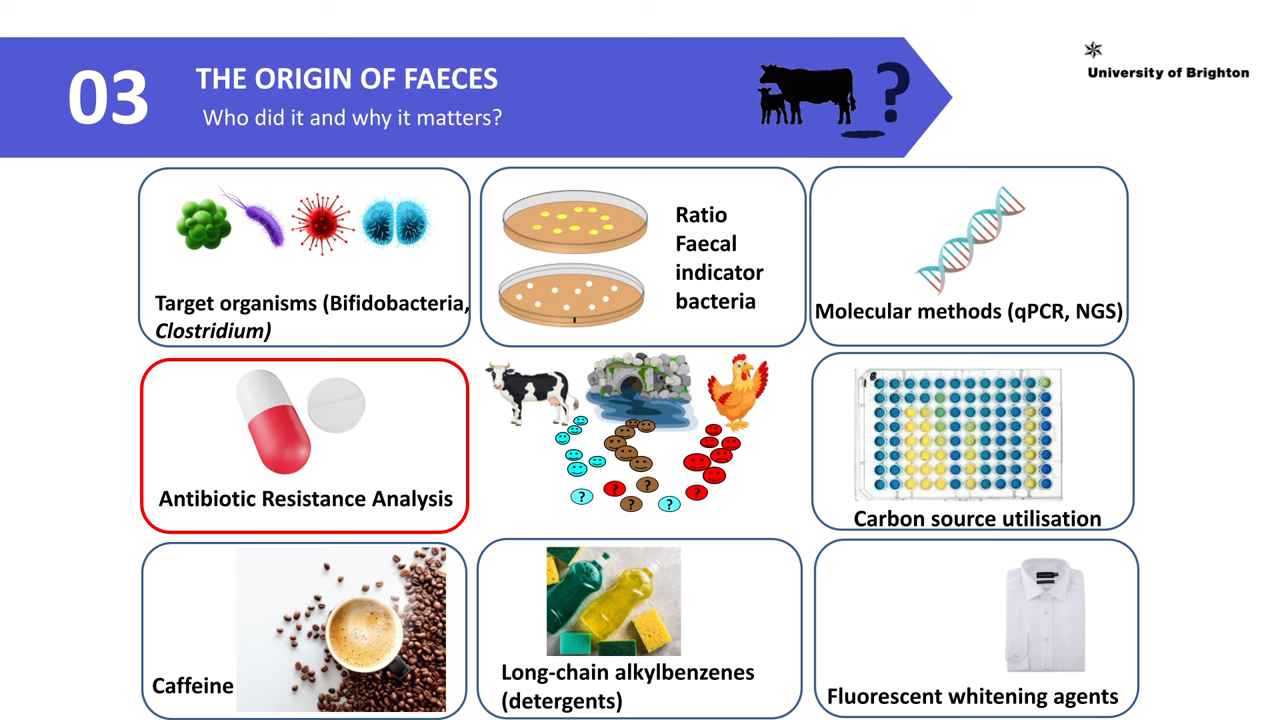 03
THE ORIGIN OF FAECES
Who did it and why it matters?
?
University of Brighton
Target organisms (Bifidobacteria,
Clostridium)
Ratio
Faecal
indicator
bacteria
Molecular methods (qPCR, NGS)
Antibiotic Resistance Analysis
?
?
?
?
?
?
Carbon source utilisation
Caffeine
Long-chain alkylbenzenes
(detergents)
Fluorescent whitening agents